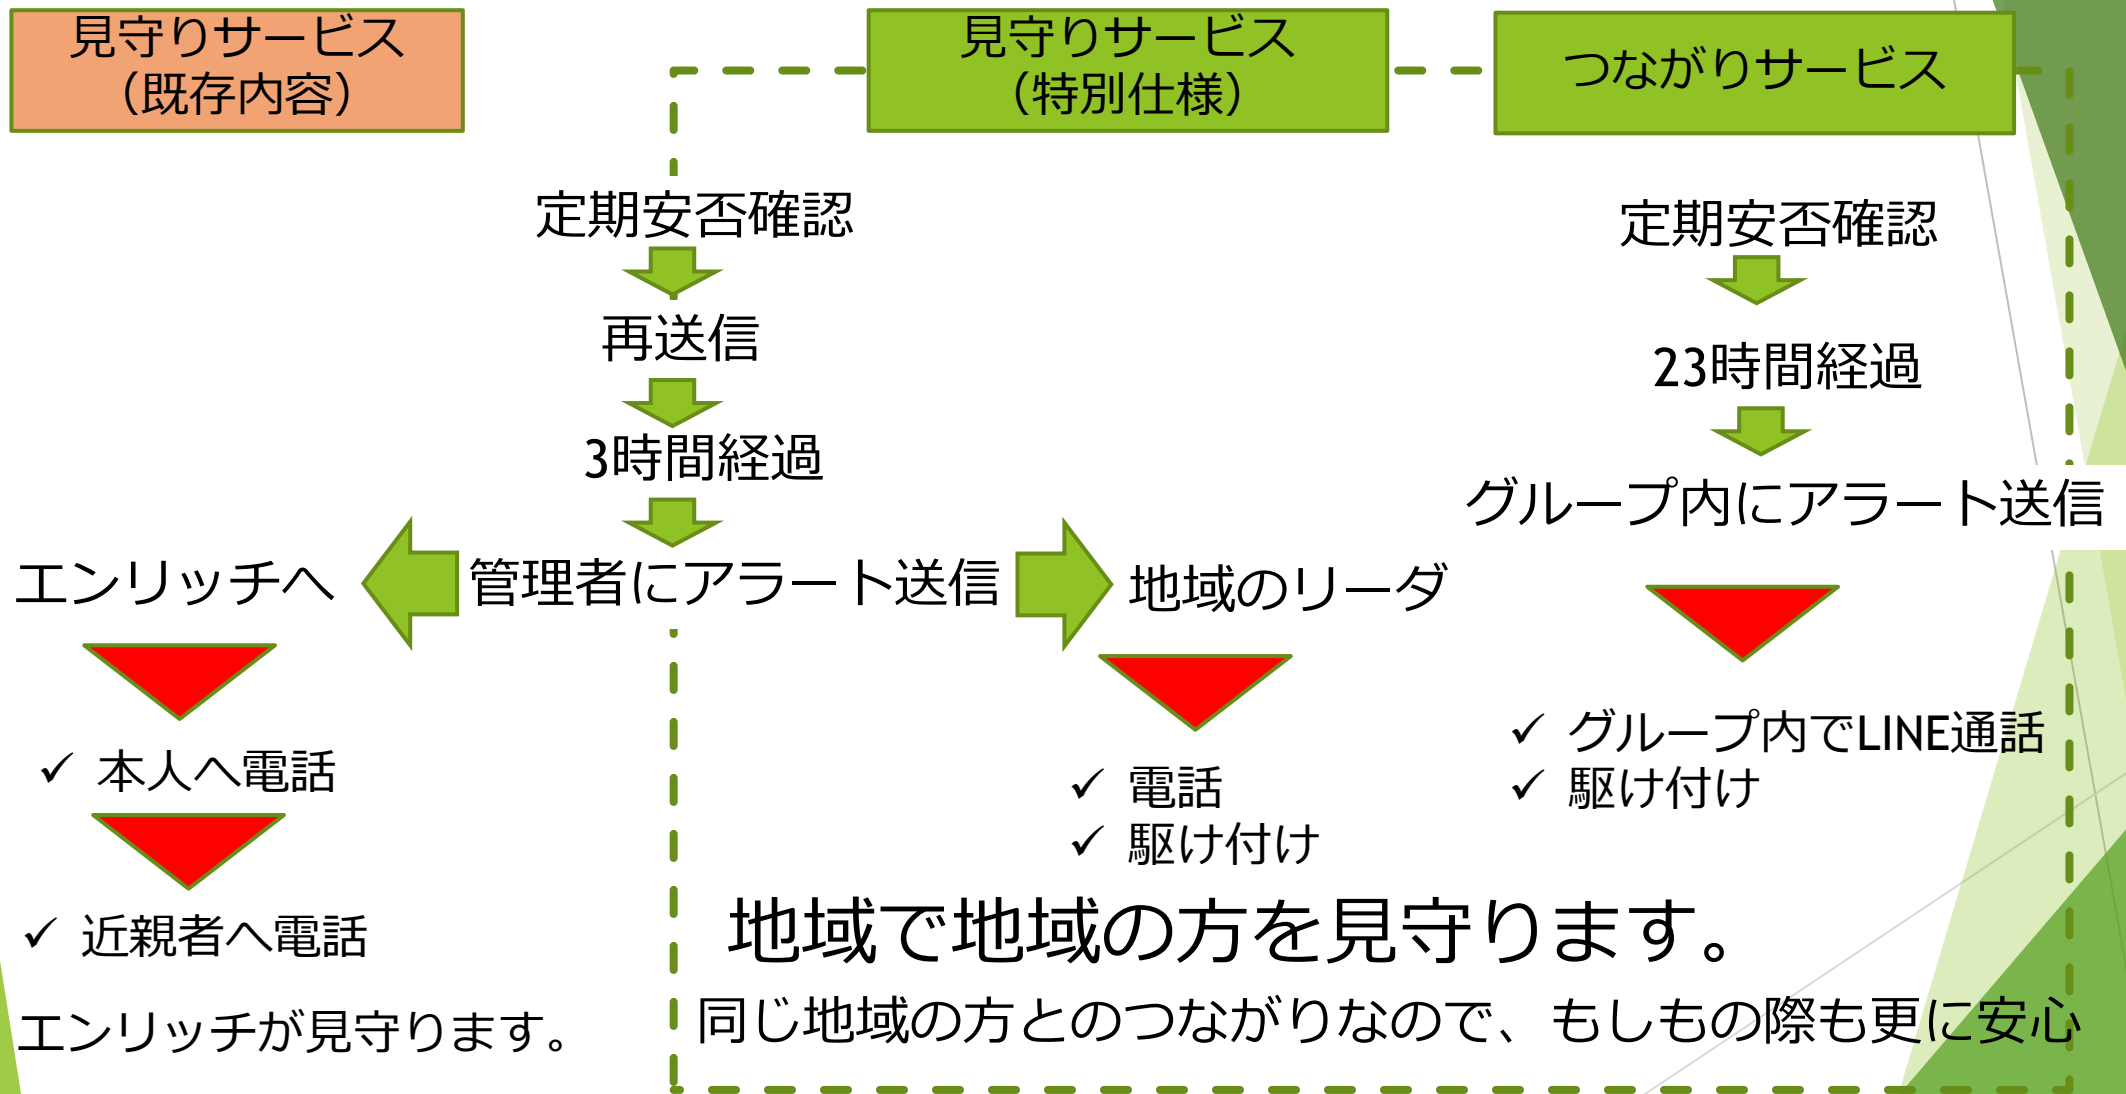 見守りサービス
（既存内容）
見守りサービス
（特別仕様）
つながりサービス
定期安否確認
再送信
3時間経過
管理者にアラート送信
エンリッチへ
本人へ電話
近親者へ電話
エンリッチが見守ります。
地域のリーダ
電話
駆け付け
定期安否確認
23時間経過
グループ内にアラート送信
グループ内でLINE通話
駆け付け
地域で地域の方を見守ります。
同じ地域の方とのつながりなので、もしもの際も更に安心